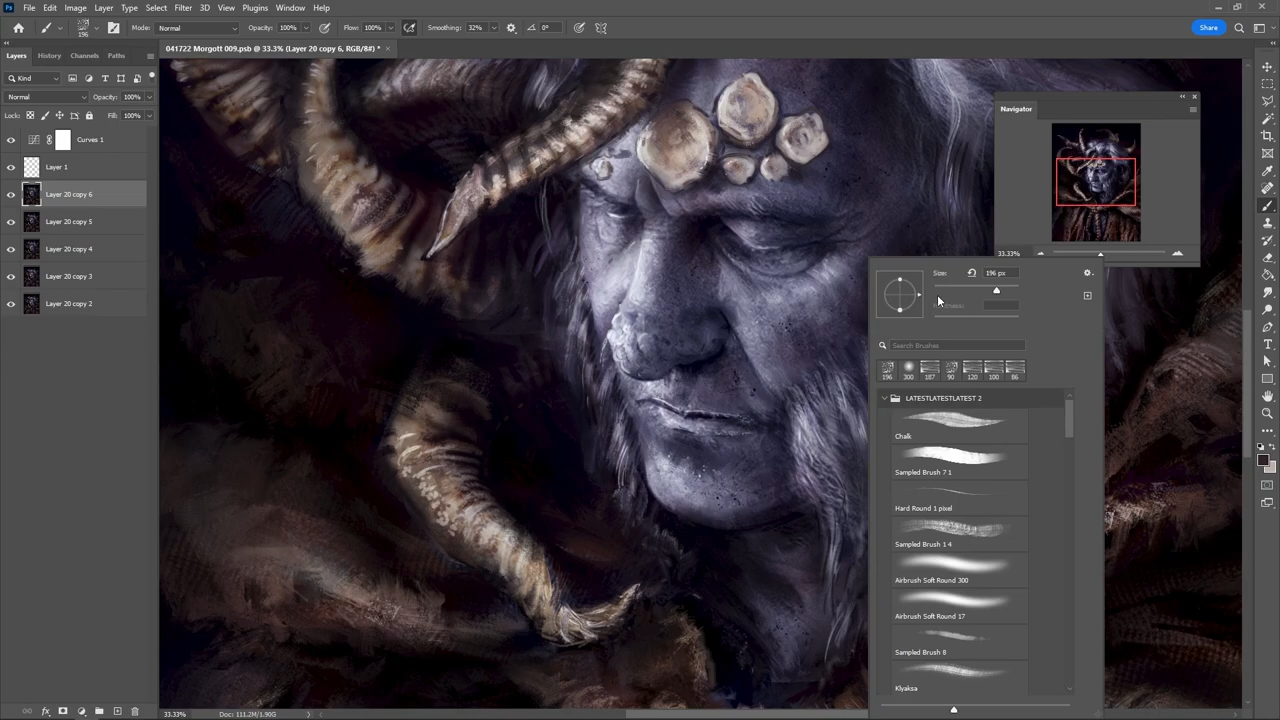 Ps File Edit Image Layer Type Select Filter 3D View Plugins Window Help
196 Mode: Normal Opacity: 100% Flow: 100% Smoothing: 32% 0° Share
Layers History Channels Paths
041722 Morgott 009.psb @ 33.3% (Layer 20 copy 6, RGB/8#) *
Kind
Normal Opacity: 100%
Lock: Fill: 100%
Curves 1
Layer 1
Layer 20 copy 6
Layer 20 copy 5
Layer 20 copy 4
Layer 20 copy 3
Layer 20 copy 2
Navigator
33.33%
Size: 196 px
Search Brushes
196 300 187 90 120 100 86
LATESTLATESTLATEST 2
Chalk
Sampled Brush 7 1
Hard Round 1 pixel
Sampled Brush 1 4
Airbrush Soft Round 300
Airbrush Soft Round 17
Sampled Brush 8
Klyaksa
33.33% Doc: 111.2M/1.90G